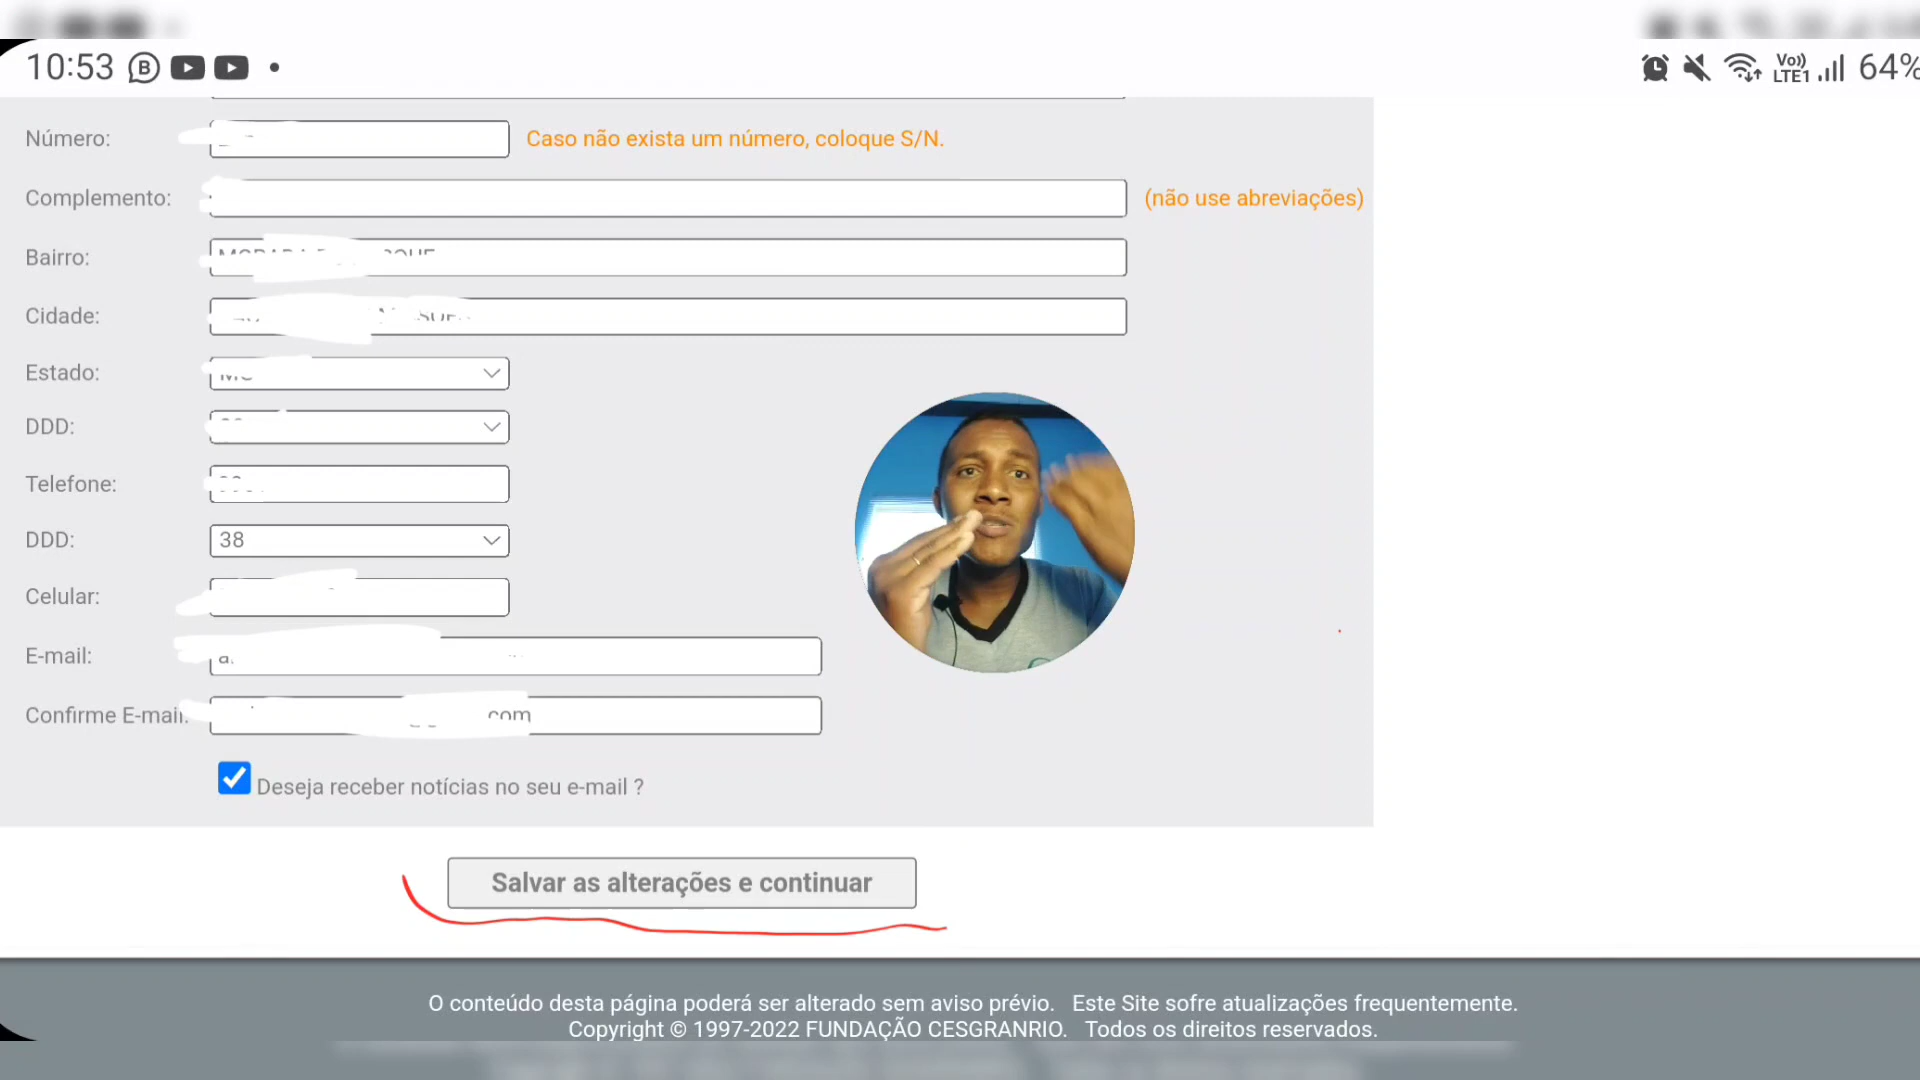 10:53
Vo))
LTE1
64%
Número:
Caso não exista um número, coloque S/N.
Complemento:
(não use abreviações)
Bairro:
Cidade:
Estado:
DDD:
Telefone:
DDD:
38
Celular:
E-mail:
Confirme E-mail:
com
Deseja receber notícias no seu e-mail ?
Salvar as alterações e continuar
O conteúdo desta página poderá ser alterado sem aviso prévio. Este Site sofre atualizações frequentemente.
Copyright © 1997-2022 FUNDAÇÃO CESGRANRIO. Todos os direitos reservados.